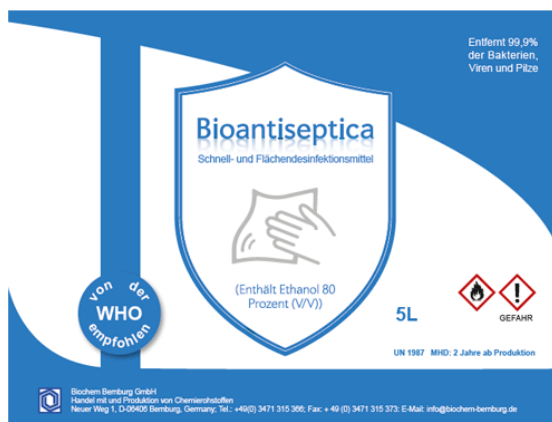 Entfernt 99,9%
der Bakterien,
Viren und Pilze
Bioantiseptica
Schnell- und Flächendesinfektionsmittel
(Enthält Ethanol 80
Prozent (V/V))
von der
WHO
empfohlen
5L
GEFAHR
UN 1987 MHD: 2 Jahre ab Produktion
Biochem Bernburg GmbH
Handel mit und Produktion von Chemierohstoffen
Neuer Weg 1, D-06406 Bernburg, Germany; Tel.: +49(0) 3471 315 366; Fax: + 49 (0) 3471 315 373; E-Mail: info@biochem-bernburg.de